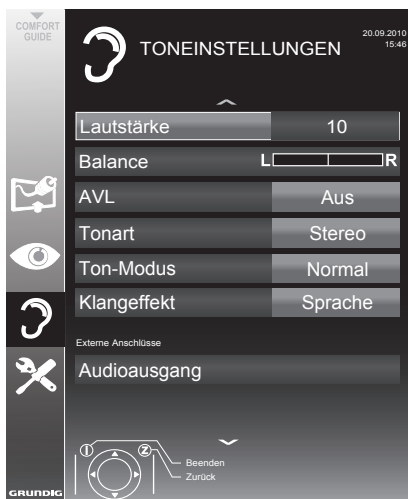 COMFORT
GUIDE
TONEINSTELLUNGEN
20.09.2010
15:46
Lautstärke 10
Balance L R
AVL Aus
Tonart Stereo
Ton-Modus Normal
Klangeffekt Sprache
Externe Anschlüsse
Audioausgang
Z
Beenden
Zurück
GRUNDIG